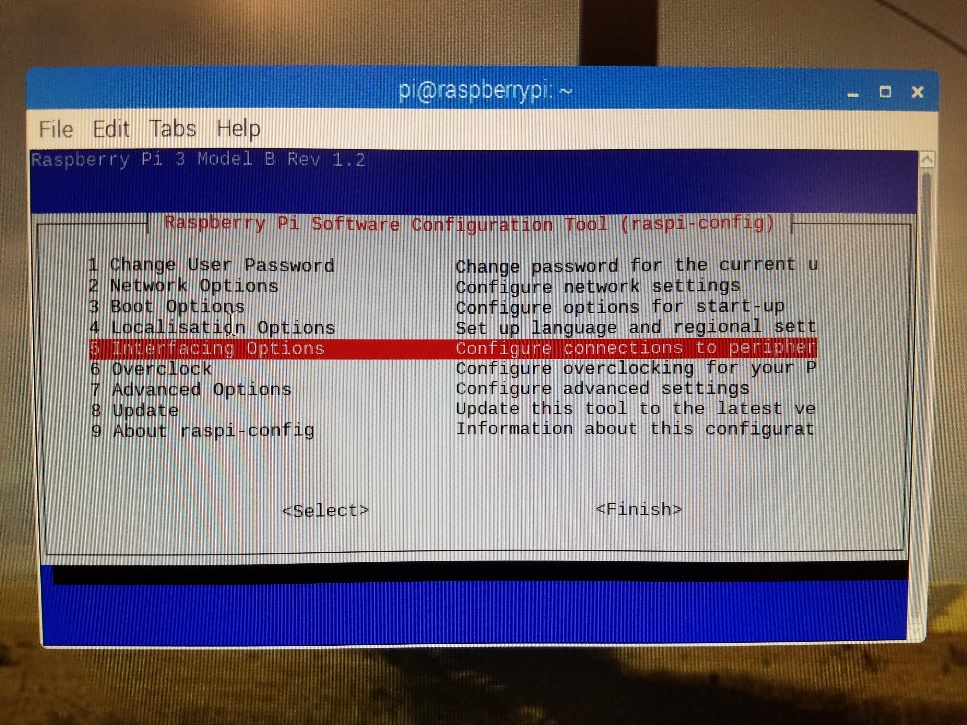 pi@raspberrypi: ~
File Edit Tabs Help
Raspberry Pi 3 Model B Rev 1.2
Raspberry Pi Software Configuration Tool (raspi-config)
1 Change User Password Change password for the current u
2 Network Options Configure network settings
3 Boot Options Configure options for start-up
4 Localisation Options Set up language and regional sett
5 Interfacing Options Configure connections to peripher
6 Overclock Configure overclocking for your P
7 Advanced Options Configure advanced settings
8 Update Update this tool to the latest ve
9 About raspi-config Information about this configurat
<Select> <Finish>